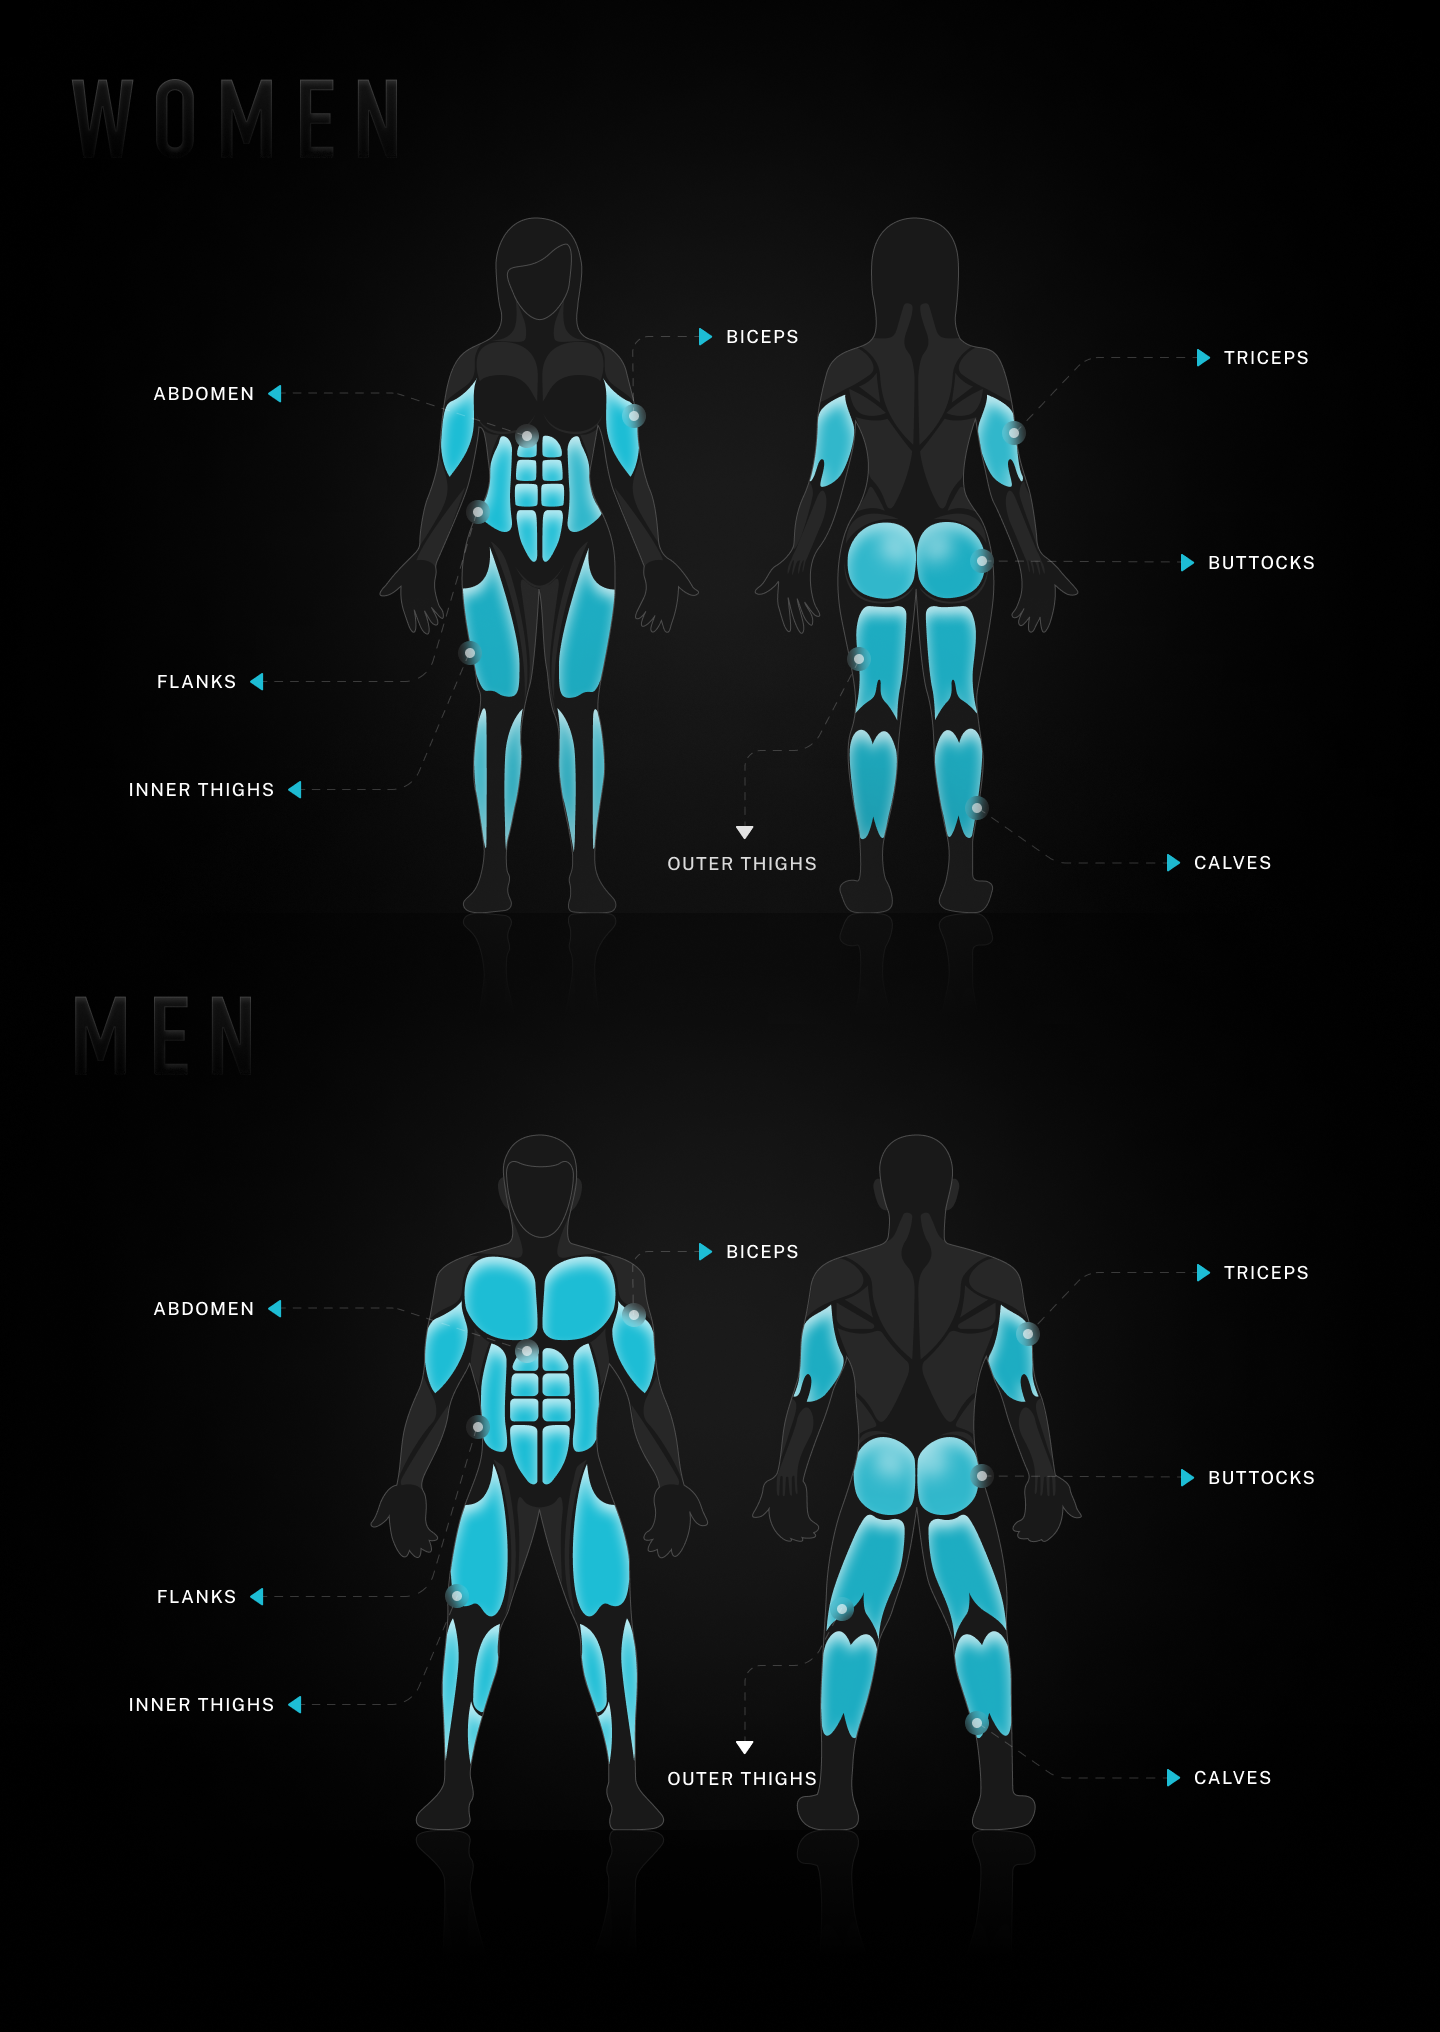 WOMEN
BICEPS
TRICEPS
ABDOMEN
BUTTOCKS
FLANKS
INNER THIGHS
OUTER THIGHS
CALVES
MEN
BICEPS
TRICEPS
ABDOMEN
BUTTOCKS
FLANKS
INNER THIGHS
OUTER THIGHS
CALVES